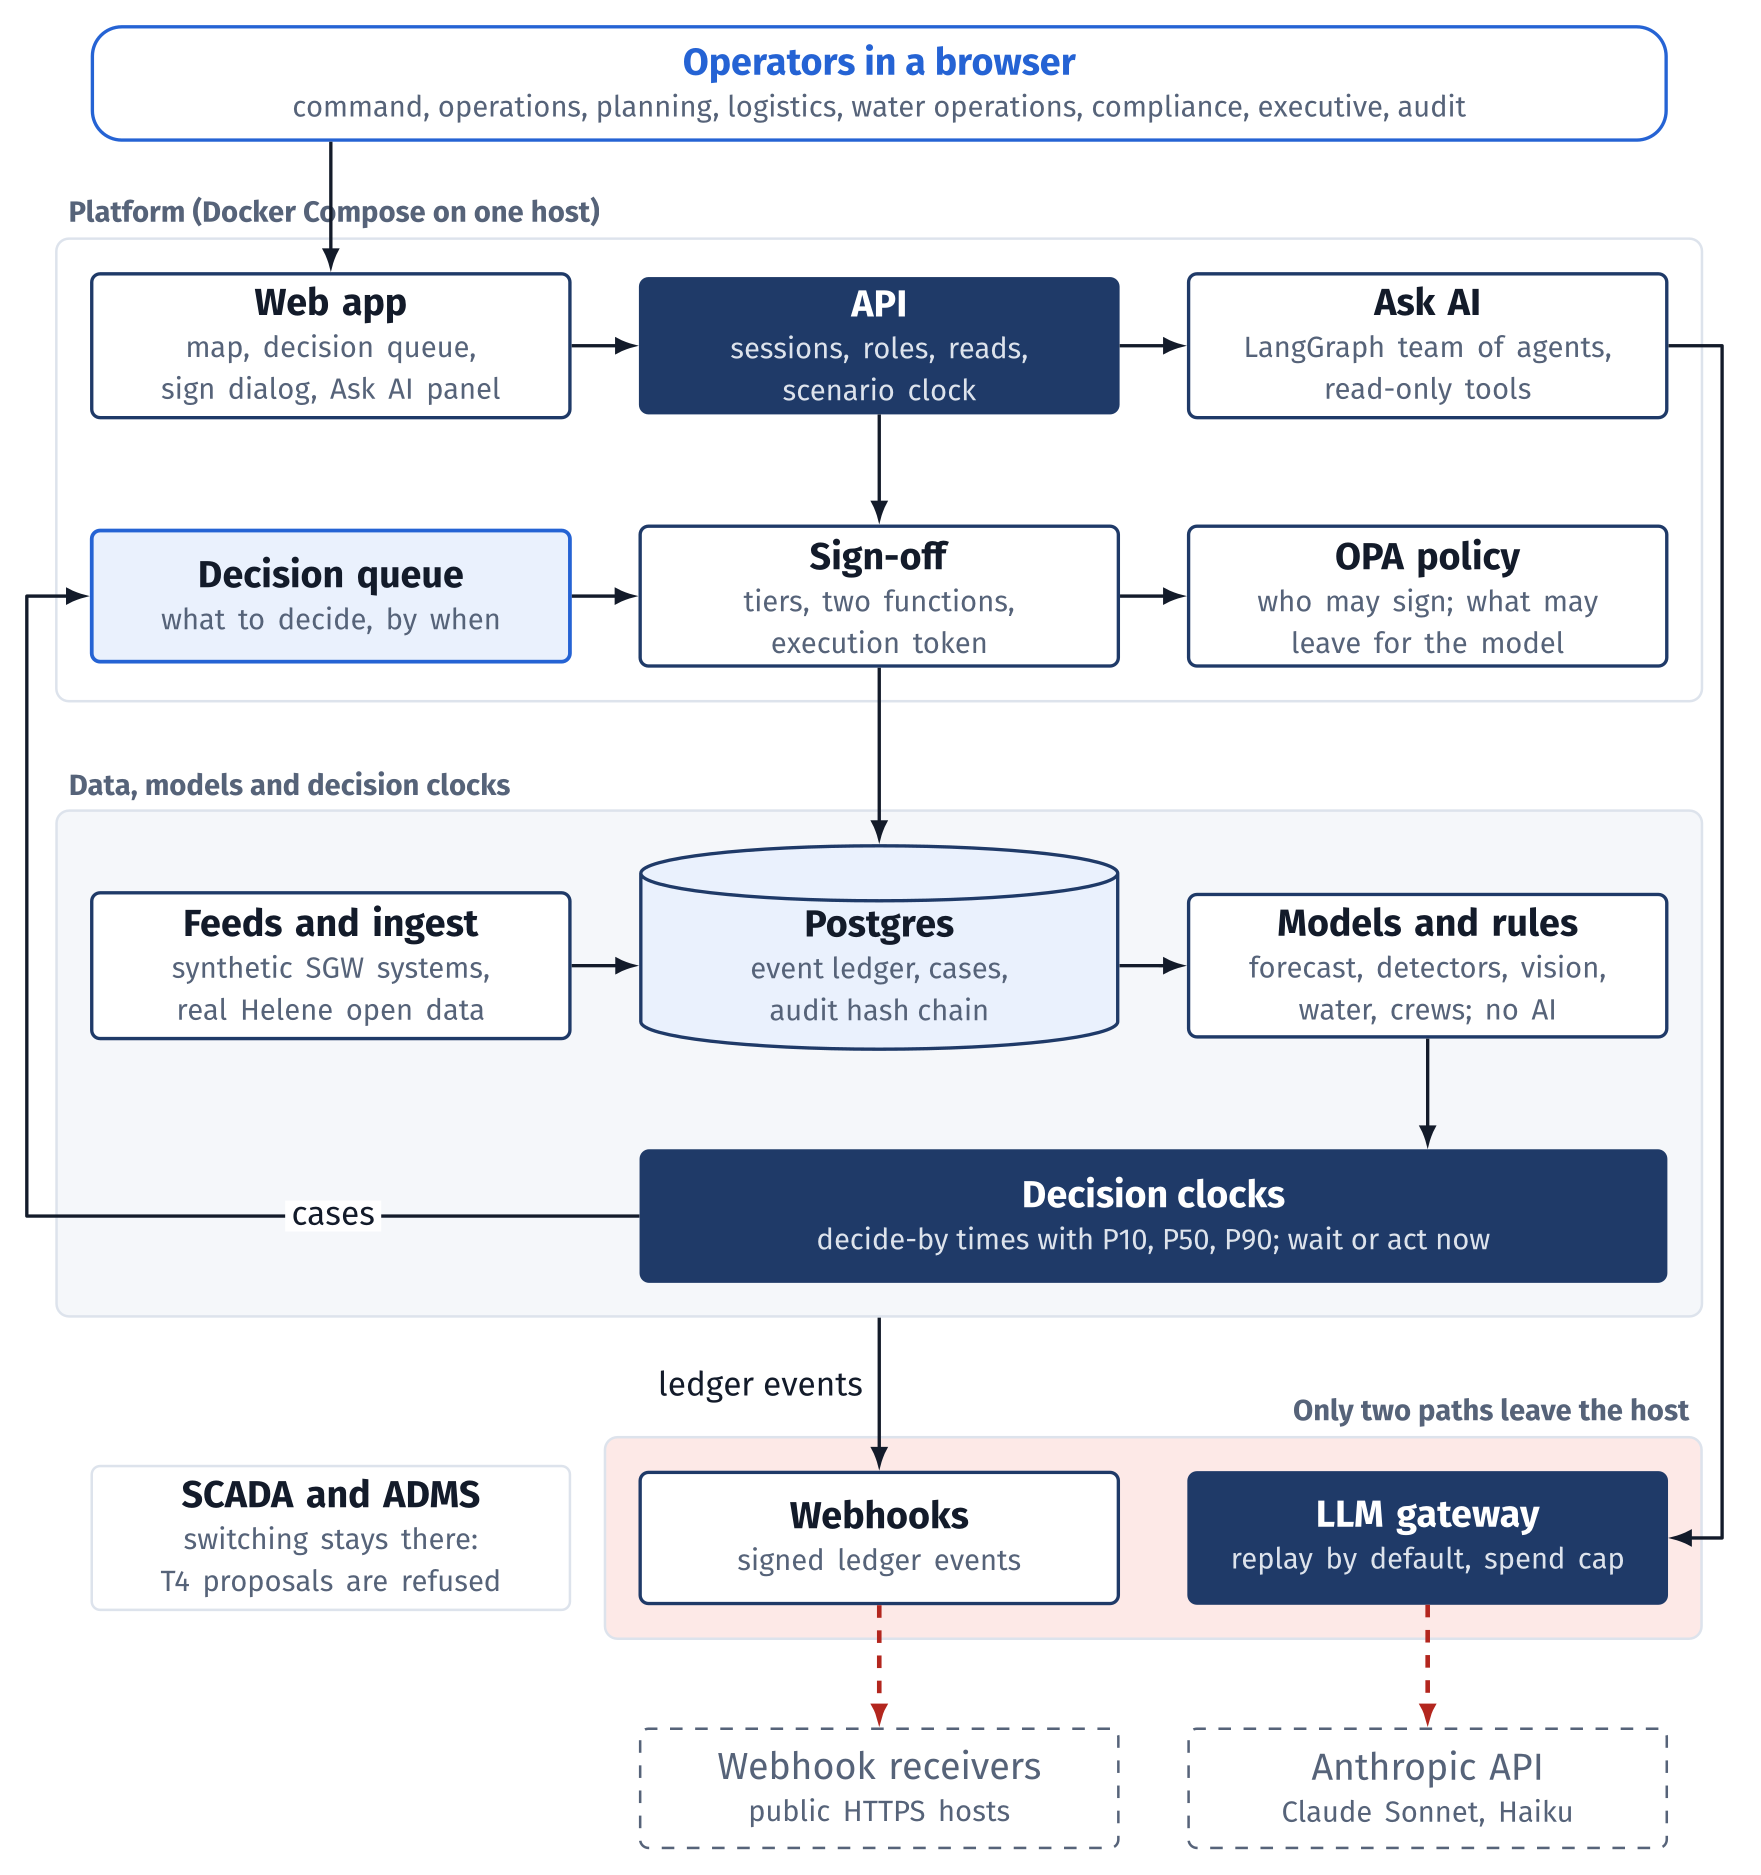 Operators in a browser
command, operations, planning, logistics, water operations, compliance, executive, audit
Platform (Docker Compose on one host)
Web app
map, decision queue,
sign dialog, Ask AI panel
API
sessions, roles, reads,
scenario clock
Ask AI
LangGraph team of agents,
read-only tools
Decision queue
what to decide, by when
Sign-off
tiers, two functions,
execution token
OPA policy
who may sign; what may
leave for the model
Data, models and decision clocks
Feeds and ingest
synthetic SGW systems,
real Helene open data
Postgres
event ledger, cases,
audit hash chain
Models and rules
forecast, detectors, vision,
water, crews; no AI
Decision clocks
decide-by times with P10, P50, P90; wait or act now
cases
ledger events
Only two paths leave the host
SCADA and ADMS
switching stays there:
T4 proposals are refused
Webhooks
signed ledger events
LLM gateway
replay by default, spend cap
Webhook receivers
public HTTPS hosts
Anthropic API
Claude Sonnet, Haiku